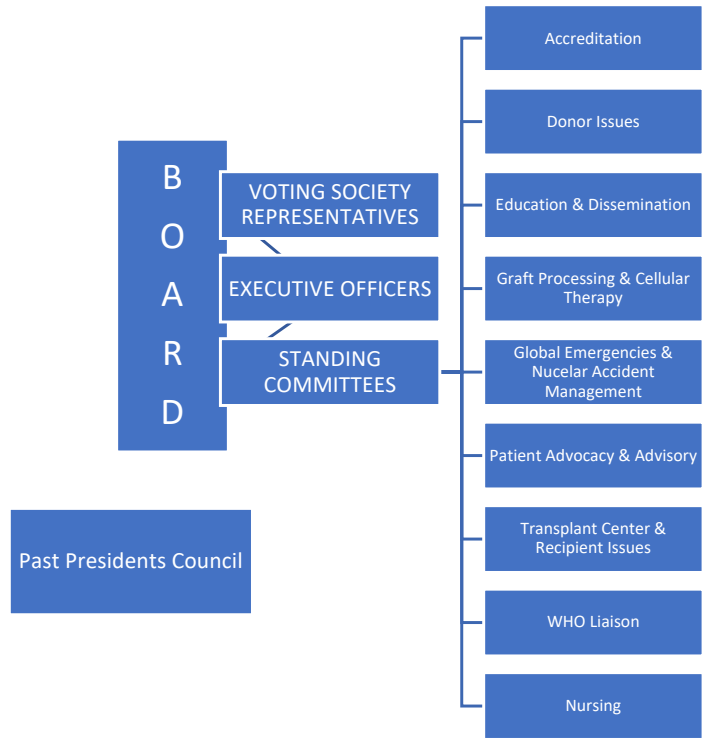 B
O
A
R
D
VOTING SOCIETY
REPRESENTATIVES
EXECUTIVE OFFICERS
STANDING
COMMITTEES
Accreditation
Donor Issues
Education & Dissemination
Graft Processing & Cellular
Therapy
Global Emergencies &
Nucelar Accident
Management
Patient Advocacy & Advisory
Transplant Center &
Recipient Issues
WHO Liaison
Nursing
Past Presidents Council